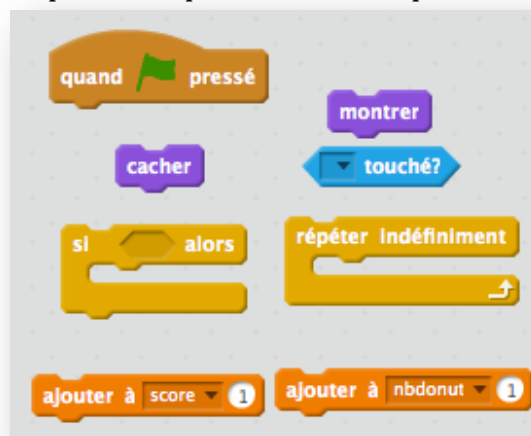 quand pressé
montrer
cacher
touché?
si alors
répéter indéfiniment
ajouter à score 1
ajouter à nbdonut 1